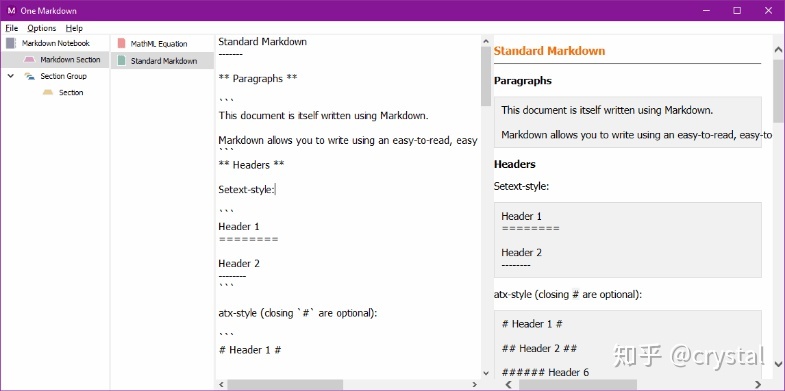 One Markdown
File Options Help
Markdown Notebook
Markdown Section
Section Group
Section
MathML Equation
Standard Markdown
Standard Markdown
-------
** Paragraphs **
```
This document is itself written using Markdown.
Markdown allows you to write using an easy-to-read, easy
```
** Headers **
Setext-style:
```
Header 1
========
Header 2
--------
```
atx-style (closing `#` are optional):
```
# Header 1 #
Standard Markdown
Paragraphs
This document is itself written using Markdown.
Markdown allows you to write using an easy-to-read, easy-to
Headers
Setext-style:
Header 1
========
Header 2
--------
atx-style (closing # are optional):
# Header 1 #
## Header 2 ##
###### Header 6
知乎 @crystal